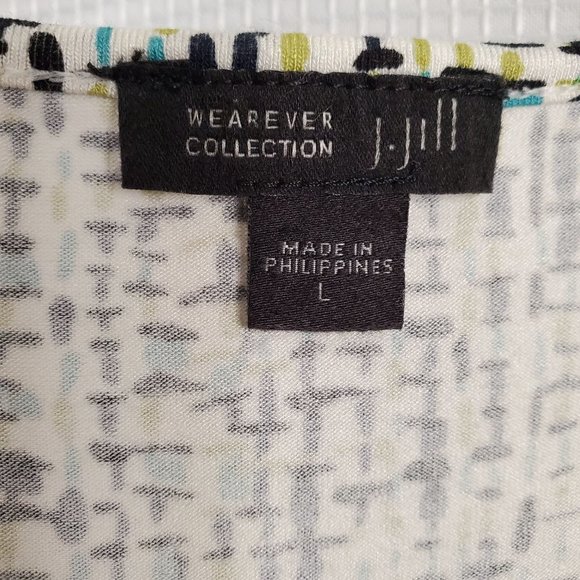 WEAREVER
COLLECTION
J.Jill
MADE IN
PHILIPPINES
L